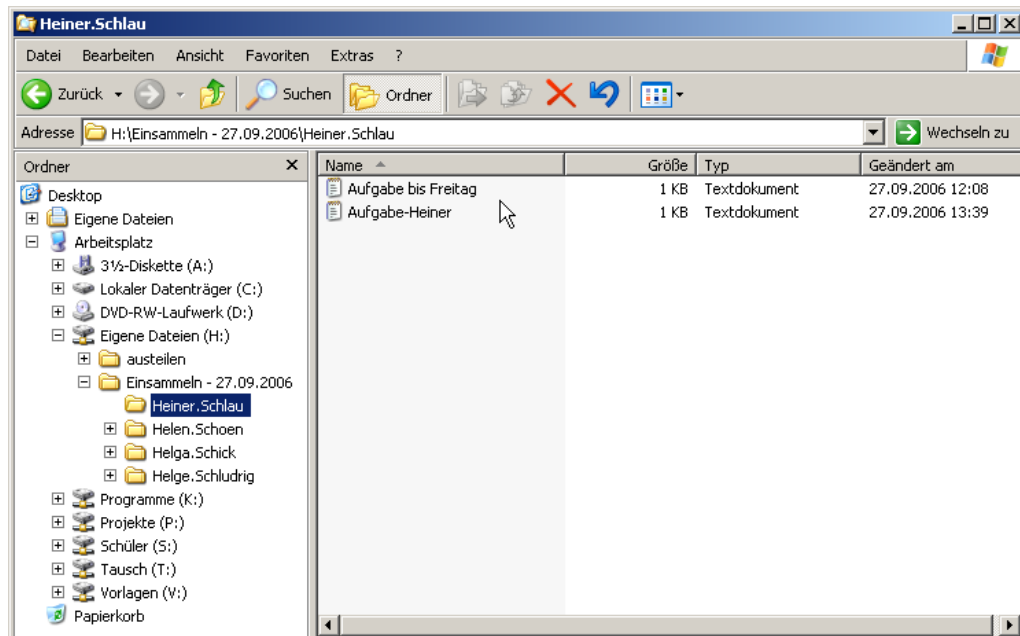 Heiner.Schlau
Datei Bearbeiten Ansicht Favoriten Extras ?
Zurück Suchen Ordner
Adresse H:\Einsammeln - 27.09.2006\Heiner.Schlau Wechseln zu
Ordner
Desktop
Eigene Dateien
Arbeitsplatz
3½-Diskette (A:)
Lokaler Datenträger (C:)
DVD-RW-Laufwerk (D:)
Eigene Dateien (H:)
austeilen
Einsammeln - 27.09.2006
Heiner.Schlau
Helen.Schoen
Helga.Schick
Helge.Schludrig
Programme (K:)
Projekte (P:)
Schüler (S:)
Tausch (T:)
Vorlagen (V:)
Papierkorb
Name Größe Typ Geändert am
Aufgabe bis Freitag 1 KB Textdokument 27.09.2006 12:08
Aufgabe-Heiner 1 KB Textdokument 27.09.2006 13:39